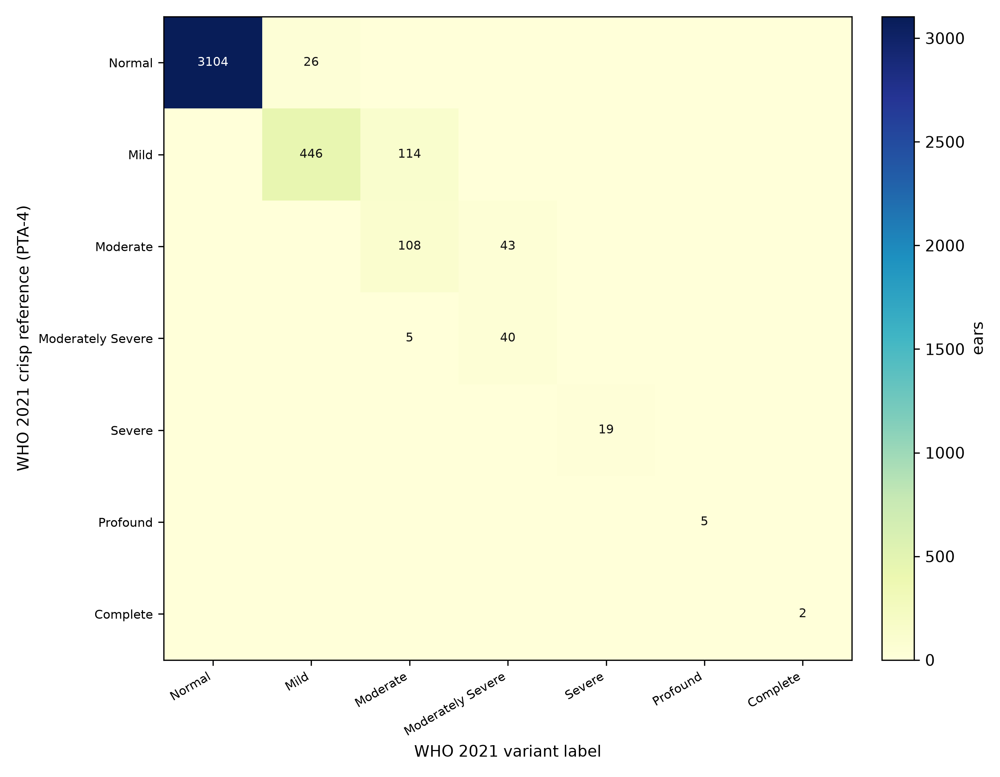 3104 26
446 114
108 43
5 40
19
5
2
Normal
Mild
Moderate
Moderately Severe
Severe
Profound
Complete
WHO 2021 crisp reference (PTA-4)
Normal
Mild
Moderate
Moderately Severe
Severe
Profound
Complete
WHO 2021 variant label
3000
2500
2000
1500
1000
500
0
ears